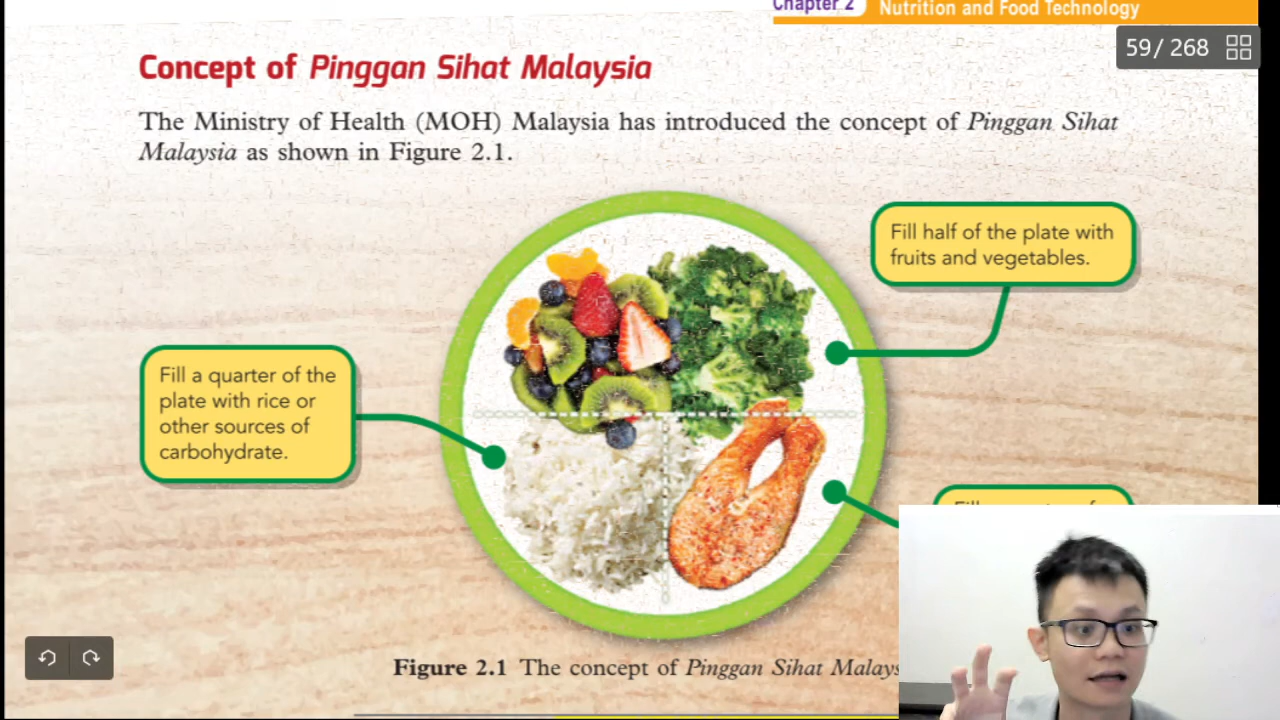 Chapter 2
Nutrition and Food Technology
59/ 268
Concept of Pinggan Sihat Malaysia
The Ministry of Health (MOH) Malaysia has introduced the concept of Pinggan Sihat
Malaysia as shown in Figure 2.1.
Fill half of the plate with
fruits and vegetables.
Fill a quarter of the
plate with rice or
other sources of
carbohydrate.
Figure 2.1 The concept of Pinggan Sihat